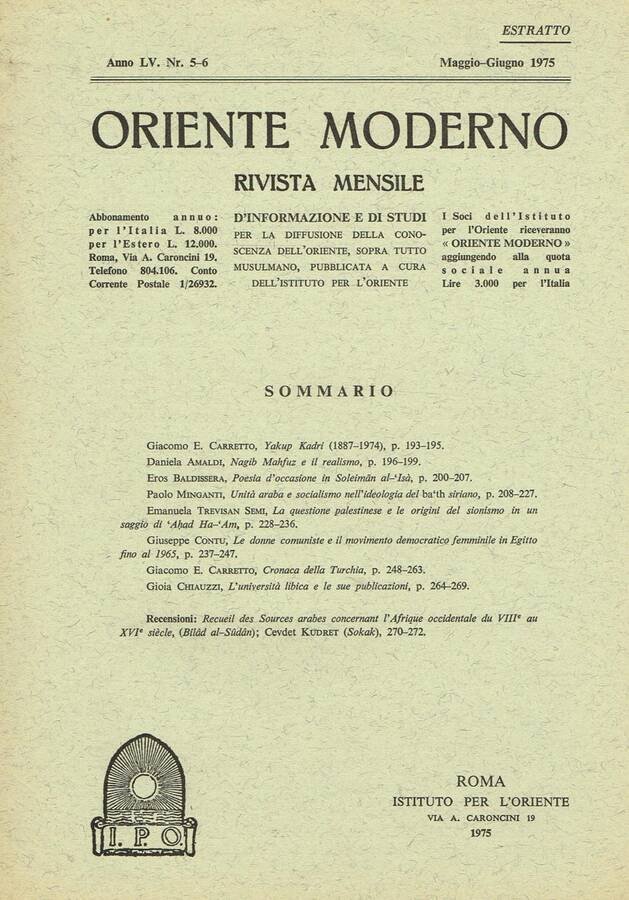 ESTRATTO
Anno LV. Nr. 5-6
Maggio-Giugno 1975
ORIENTE MODERNO
RIVISTA MENSILE
Abbonamento annuo:
per l'Italia L. 8.000
per l'Estero L. 12.000.
Roma, Via A. Caroncini 19.
Telefono 804.106. Conto
Corrente Postale 1/26932.
D'INFORMAZIONE E DI STUDI
PER LA DIFFUSIONE DELLA CONO-
SCENZA DELL'ORIENTE, SOPRA TUTTO
MUSULMANO, PUBBLICATA A CURA
DELL'ISTITUTO PER L'ORIENTE
I Soci dell'Istituto
per l'Oriente riceveranno
« ORIENTE MODERNO »
aggiungendo alla quota
sociale annua
Lire 3.000 per l'Italia
SOMMARIO
Giacomo E. CARRETTO, Yakup Kadri (1887-1974), p. 193-195.
Daniela AMALDI, Nagib Mahfuz e il realismo, p. 196-199.
Eros BALDISSERA, Poesia d'occasione in Soleimān al-'Isà, p. 200-207.
Paolo MINGANTI, Unità araba e socialismo nell'ideologia del ba'th siriano, p. 208-227.
Emanuela TREVISAN SEMI, La questione palestinese e le origini del sionismo in un
saggio di 'Aḥad Ha-'Am, p. 228-236.
Giuseppe CONTU, Le donne comuniste e il movimento democratico femminile in Egitto
fino al 1965, p. 237-247.
Giacomo E. CARRETTO, Cronaca della Turchia, p. 248-263.
Gioia CHIAUZZI, L'università libica e le sue publicazioni, p. 264-269.
Recensioni: Recueil des Sources arabes concernant l'Afrique occidentale du VIIIe au
XVIe siècle, (Bilâd al-Sûdân); Cevdet KUDRET (Sokak), 270-272.
I. P. O.
ROMA
ISTITUTO PER L'ORIENTE
VIA A. CARONCINI 19
1975